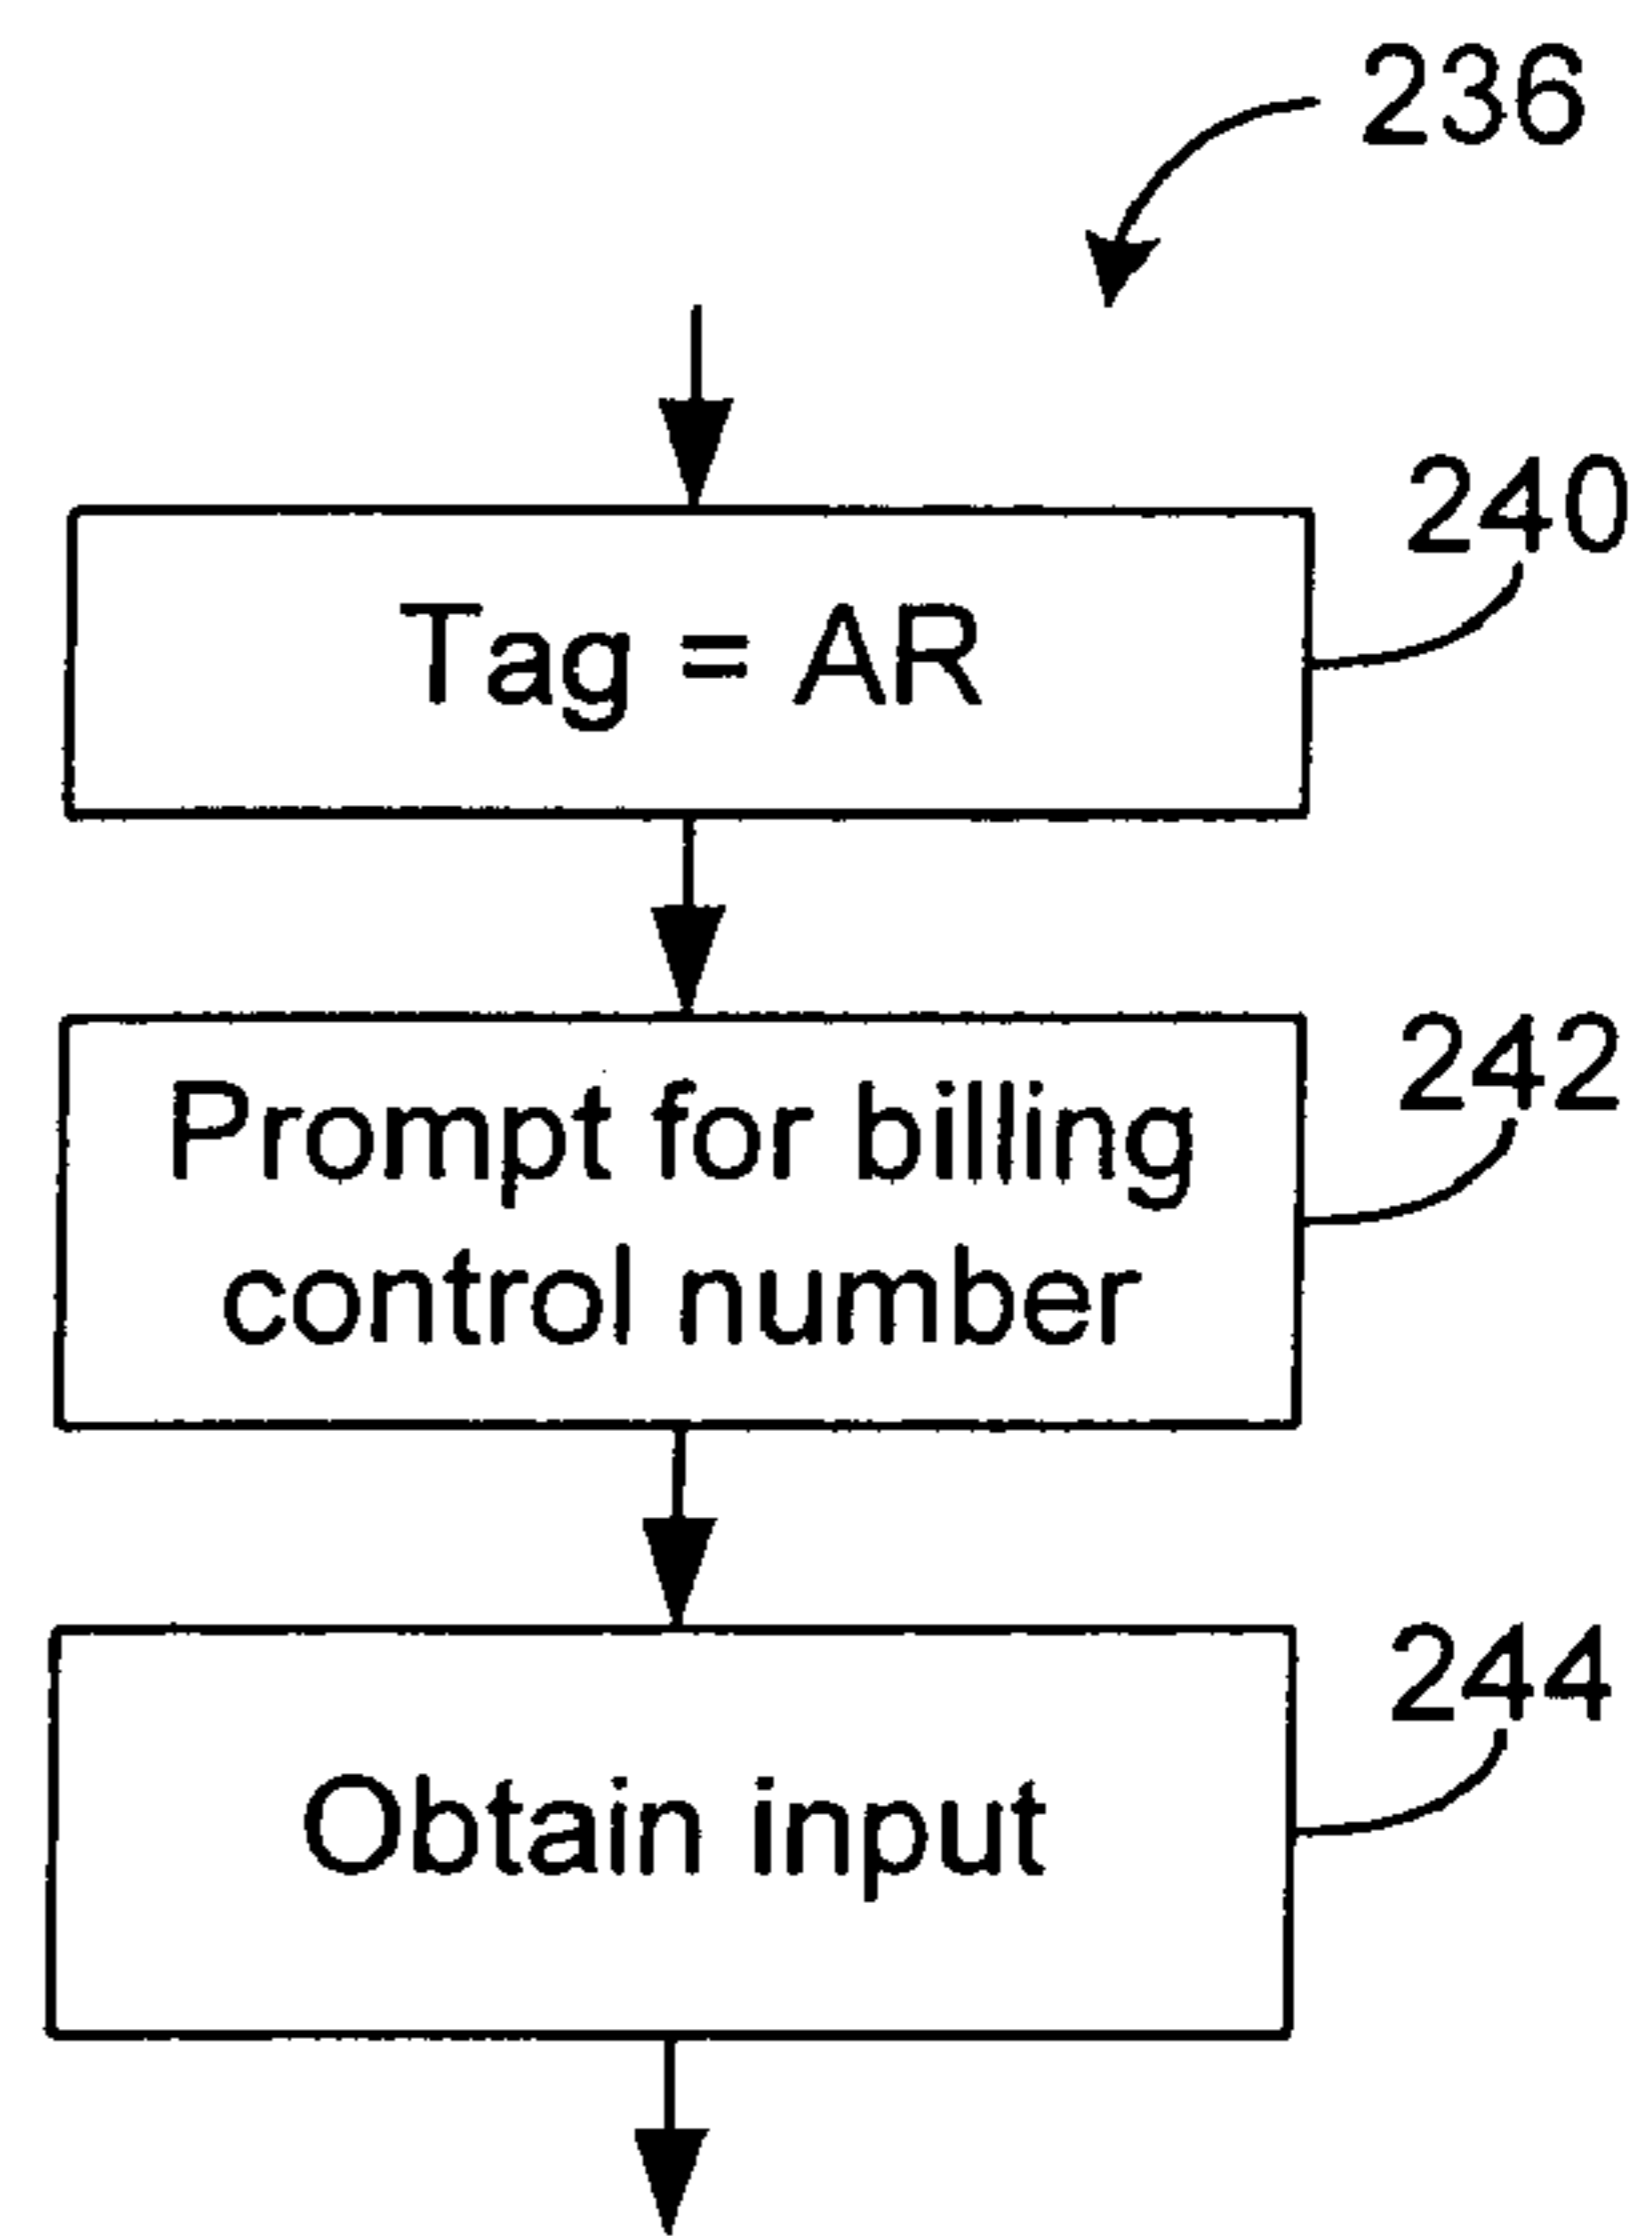 236
240
Tag = AR
242
Prompt for billing
control number
244
Obtain input